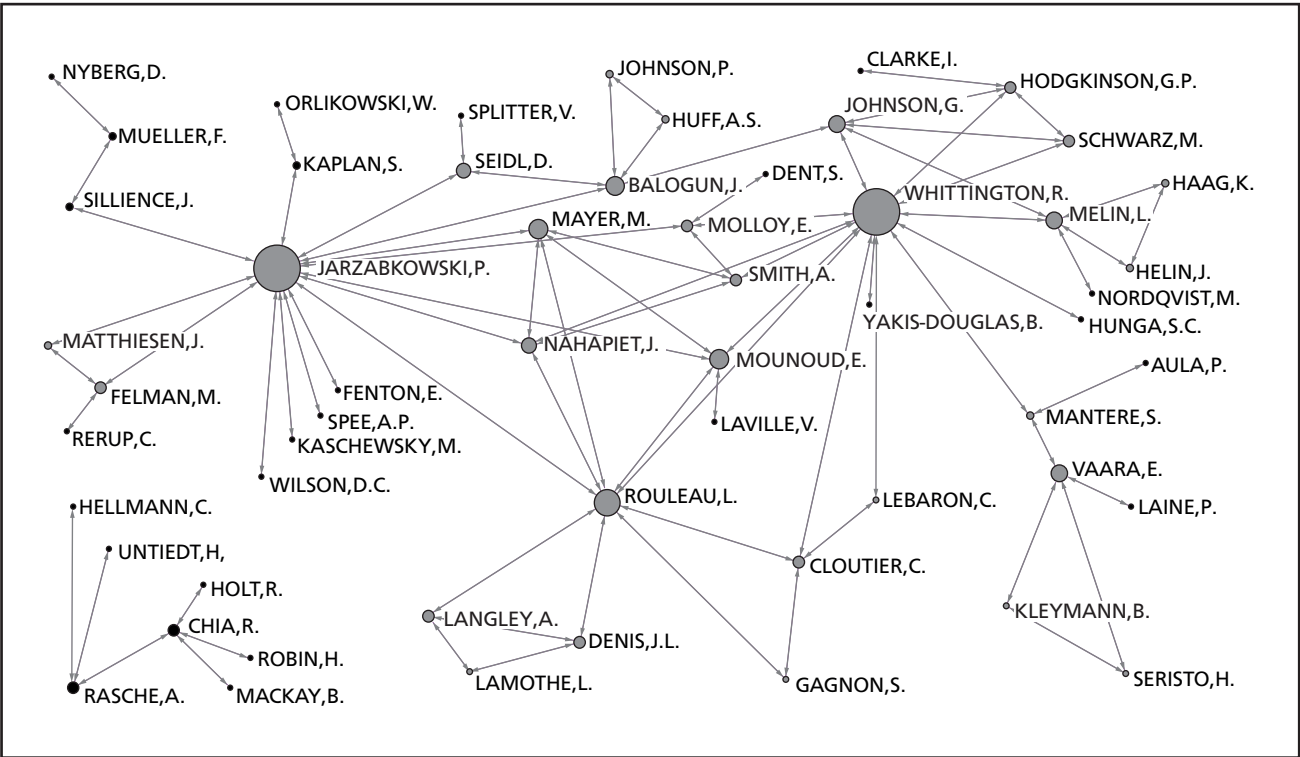 CLARKE,I.
NYBERG,D.
JOHNSON,P.
HODGKINSON,G.P.
ORLIKOWSKI,W.
JOHNSON,G.
SPLITTER,V.
HUFF,A.S.
MUELLER,F.
SCHWARZ,M.
KAPLAN,S.
SEIDL,D.
DENT,S.
BALOGUN,J.
HAAG,K.
WHITTINGTON,R.
SILLIENCE,J.
MELIN,L.
MAYER,M.
MOLLOY,E.
JARZABKOWSKI,P.
SMITH,A.
HELIN,J.
NORDQVIST,M.
YAKIS-DOUGLAS,B.
HUNGA,S.C.
MATTHIESEN,J.
NAHAPIET,J.
MOUNOUD,E.
AULA,P.
FELMAN,M.
FENTON,E.
MANTERE,S.
SPEE,A.P.
LAVILLE,V.
RERUP,C.
KASCHEWSKY,M.
VAARA,E.
WILSON,D.C.
ROULEAU,L.
LEBARON,C.
HELLMANN,C.
LAINE,P.
UNTIEDT,H,
CLOUTIER,C.
HOLT,R.
KLEYMANN,B.
LANGLEY,A.
CHIA,R.
DENIS,J.L.
ROBIN,H.
SERISTO,H.
LAMOTHE,L.
GAGNON,S.
RASCHE,A.
MACKAY,B.